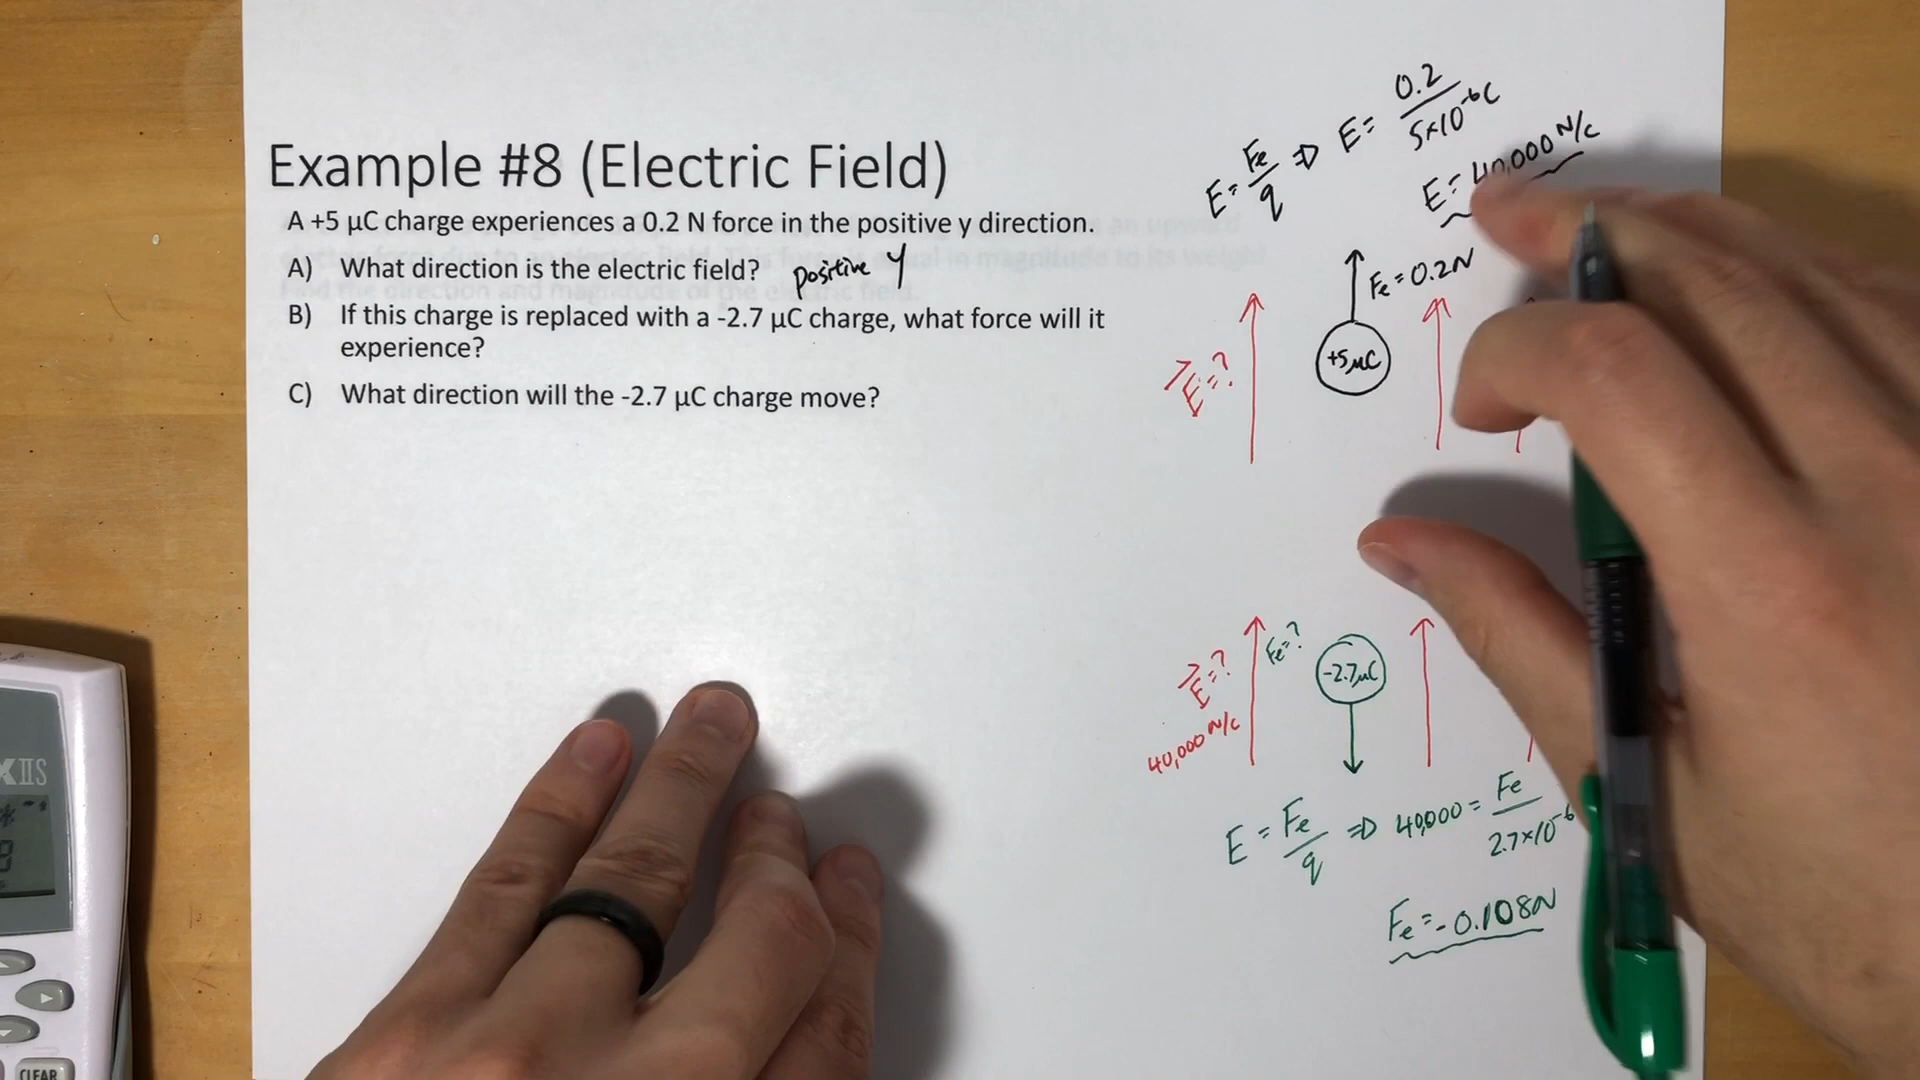 Example #8 (Electric Field)
A +5 μC charge experiences a 0.2 N force in the positive y direction.
A) What direction is the electric field? positive y
B) If this charge is replaced with a -2.7 μC charge, what force will it
experience?
C) What direction will the -2.7 μC charge move?
E = Fe/q ⇒ E = 0.2/5×10⁻⁶C
E = 40,000 N/C
Fe = 0.2N
+5μC
E⃗ = ?
E⃗ = ?
40,000 N/C
Fe = ?
-2.7μC
E = Fe/q ⇒ 40,000 = Fe/2.7×10⁻⁶
Fe = -0.108N
XIIS
CLEAR